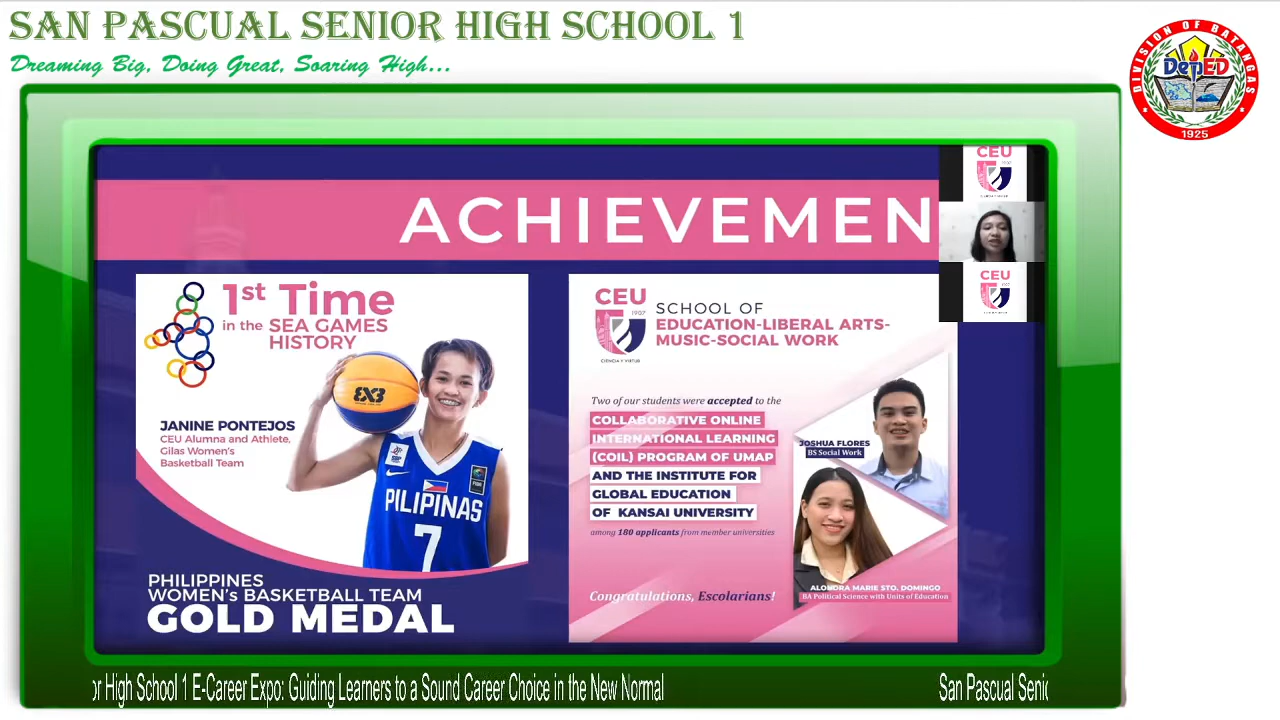 SAN PASCUAL SENIOR HIGH SCHOOL 1
Dreaming Big, Doing Great, Soaring High...
DIVISION OF BATANGAS
DepED
1925
ACHIEVEMEN
CEU
CEU
1st Time
in the SEA GAMES
HISTORY
JANINE PONTEJOS
CEU Alumna and Athlete,
Gilas Women's
Basketball Team
3X3
PILIPINAS
7
PHILIPPINES
WOMEN's BASKETBALL TEAM
GOLD MEDAL
CEU
1907
CIENCIA Y VIRTUD
SCHOOL OF
EDUCATION-LIBERAL ARTS-
MUSIC-SOCIAL WORK
Two of our students were accepted to the
COLLABORATIVE ONLINE
INTERNATIONAL LEARNING
(COIL) PROGRAM OF UMAP
AND THE INSTITUTE FOR
GLOBAL EDUCATION
OF KANSAI UNIVERSITY
among 180 applicants from member universities
JOSHUA FLORES
BS Social Work
ALONDRA MARIE STO. DOMINGO
BA Political Science with Units of Education
Congratulations, Escolarians!
or High School 1 E-Career Expo: Guiding Learners to a Sound Career Choice in the New Normal
San Pascual Senic